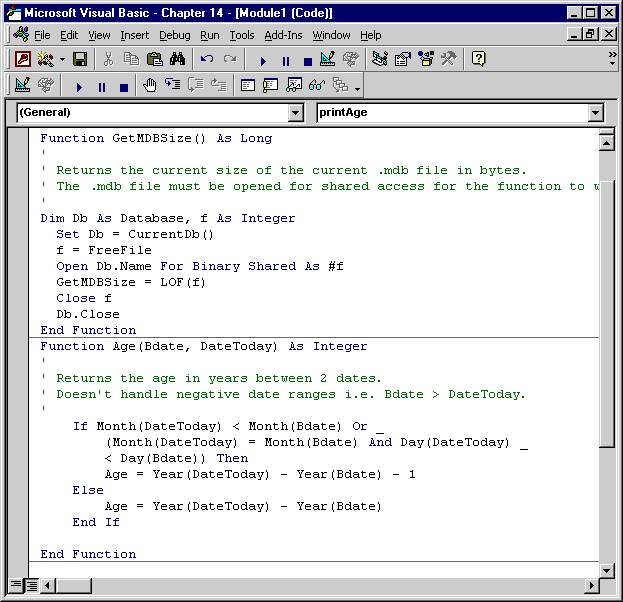 Microsoft Visual Basic - Chapter 14 - [Module1 (Code)]
File Edit View Insert Debug Run Tools Add-Ins Window Help
(General) printAge
Function GetMDBSize() As Long
'
' Returns the current size of the current .mdb file in bytes.
' The .mdb file must be opened for shared access for the function to
'
Dim Db As Database, f As Integer
Set Db = CurrentDb()
f = FreeFile
Open Db.Name For Binary Shared As #f
GetMDBSize = LOF(f)
Close f
Db.Close
End Function
Function Age(Bdate, DateToday) As Integer
'
' Returns the age in years between 2 dates.
' Doesn't handle negative date ranges i.e. Bdate > DateToday.
'
If Month(DateToday) < Month(Bdate) Or _
(Month(DateToday) = Month(Bdate) And Day(DateToday) _
< Day(Bdate)) Then
Age = Year(DateToday) - Year(Bdate) - 1
Else
Age = Year(DateToday) - Year(Bdate)
End If
End Function